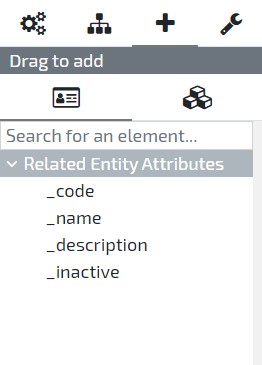 Drag to add
Search for an element...
Related Entity Attributes
_code
_name
_description
_inactive